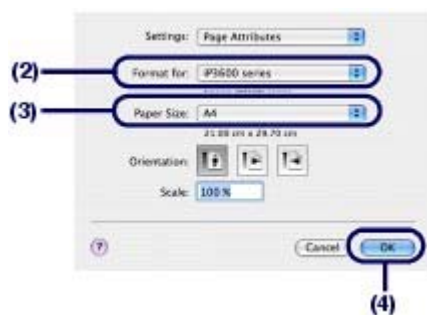 Settings: Page Attributes
(2) Format for: iP3600 series
(3) Paper Size: A4
21.00 cm x 29.70 cm
Orientation:
Scale: 100 %
? Cancel OK
(4)